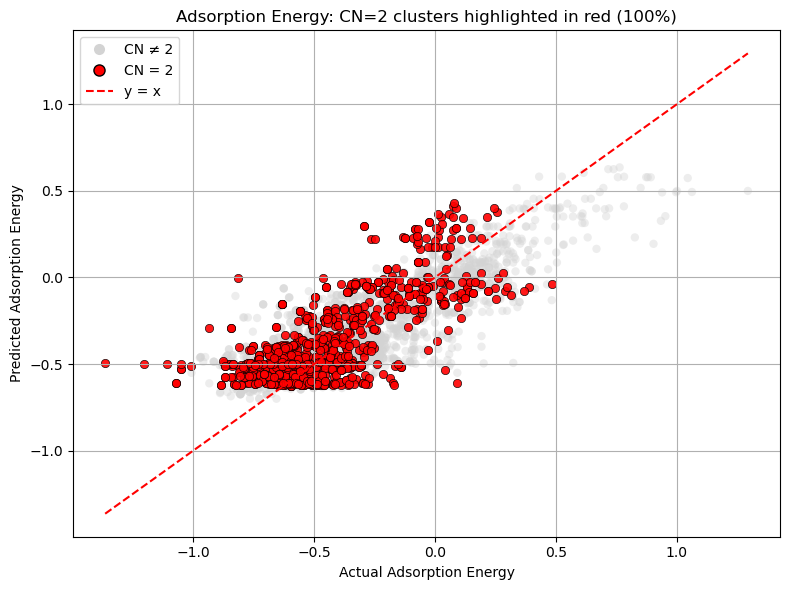 Adsorption Energy: CN=2 clusters highlighted in red (100%)
CN ≠ 2
CN = 2
y = x
1.0
0.5
0.0
−0.5
−1.0
Predicted Adsorption Energy
−1.0 −0.5 0.0 0.5 1.0
Actual Adsorption Energy